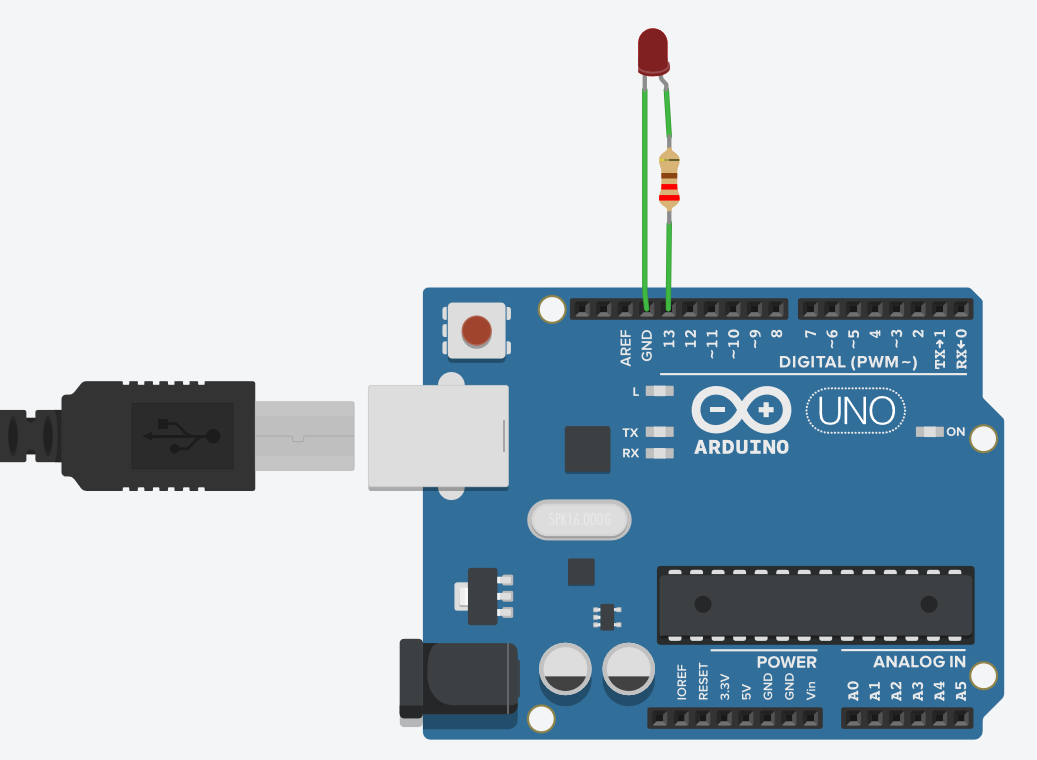 AREF
GND
13
12
~11
~10
~9
8
7
~6
~5
4
~3
2
TX→1
RX←0
DIGITAL (PWM~)
L
TX
RX
ARDUINO
UNO
ON
SPK16.000G
POWER
ANALOG IN
IOREF
RESET
3.3V
5V
GND
GND
Vin
A0
A1
A2
A3
A4
A5